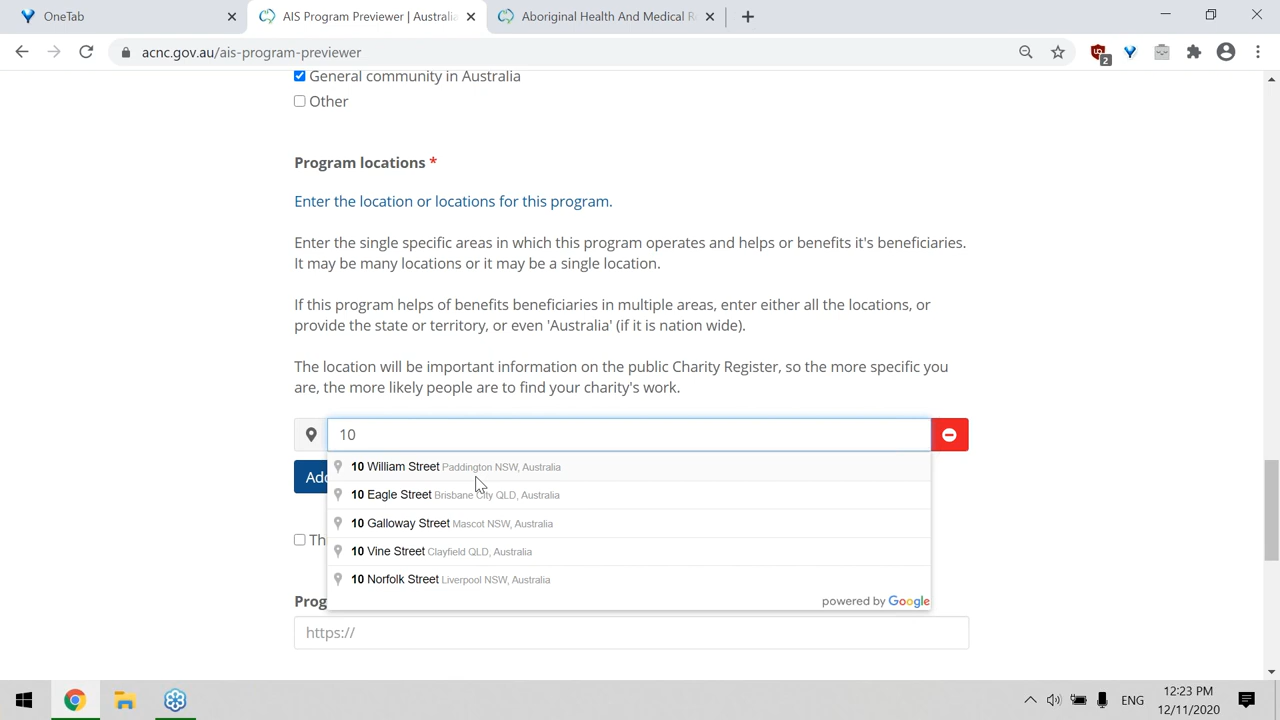 OneTab
AIS Program Previewer | Australia
Aboriginal Health And Medical R
acnc.gov.au/ais-program-previewer
2
General community in Australia
Other
Program locations *
Enter the location or locations for this program.
Enter the single specific areas in which this program operates and helps or benefits it's beneficiaries.
It may be many locations or it may be a single location.
If this program helps of benefits beneficiaries in multiple areas, enter either all the locations, or
provide the state or territory, or even 'Australia' (if it is nation wide).
The location will be important information on the public Charity Register, so the more specific you
are, the more likely people are to find your charity's work.
10
10 William Street Paddington NSW, Australia
Add
10 Eagle Street Brisbane City QLD, Australia
10 Galloway Street Mascot NSW, Australia
Th
10 Vine Street Clayfield QLD, Australia
10 Norfolk Street Liverpool NSW, Australia
Prog
powered by Google
https://
ENG
12:23 PM
12/11/2020